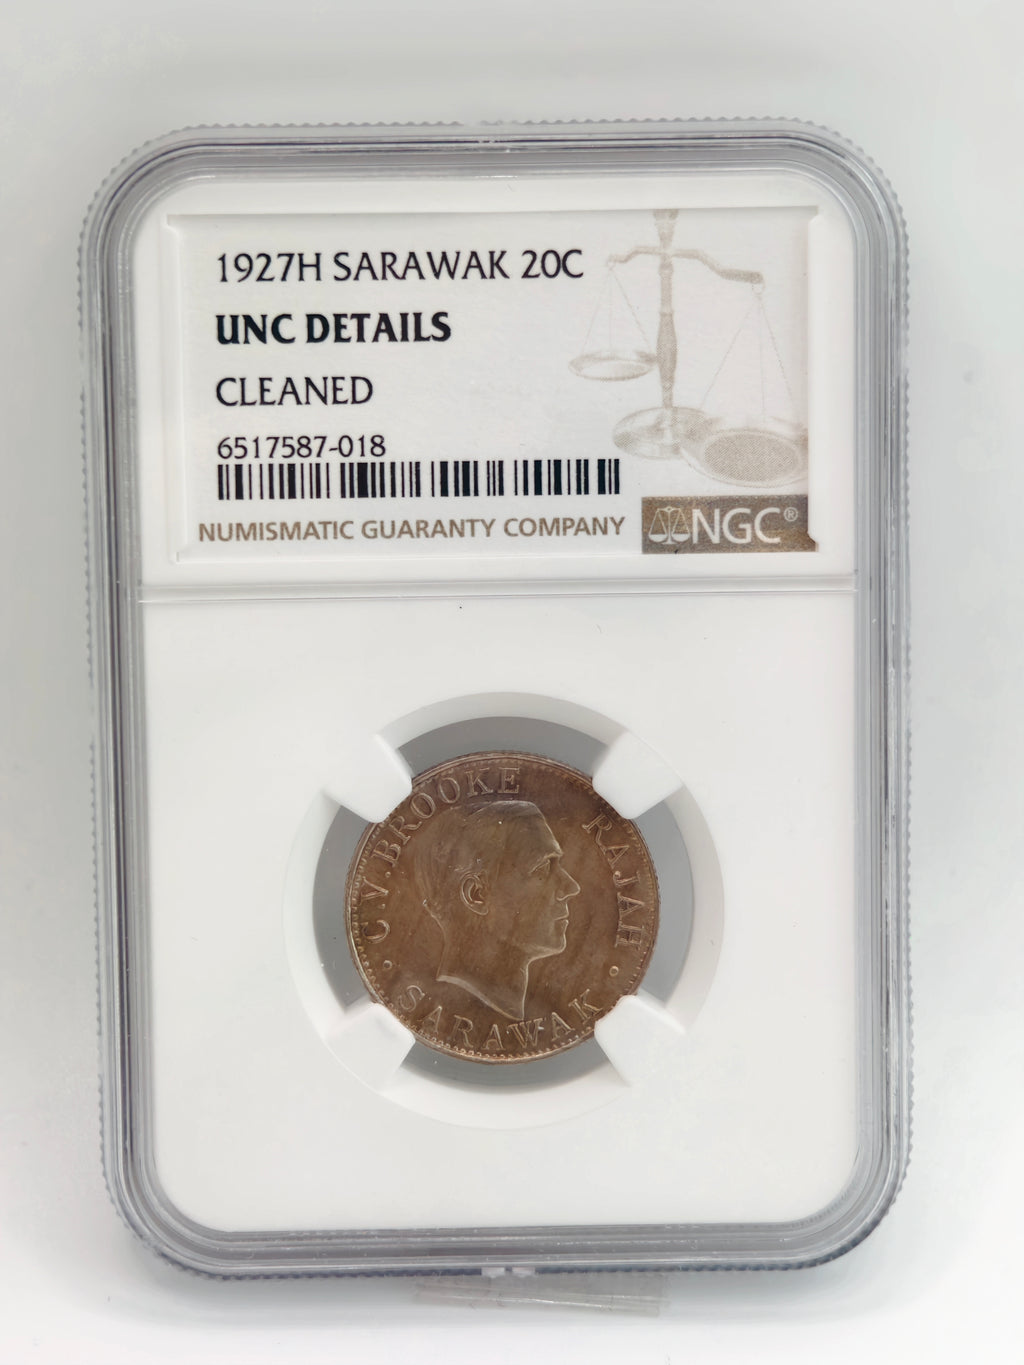 1927H SARAWAK 20C
UNC DETAILS
CLEANED
6517587-018
NUMISMATIC GUARANTY COMPANY
NGC®
C.V.BROOKE RAJAH
SARAWAK